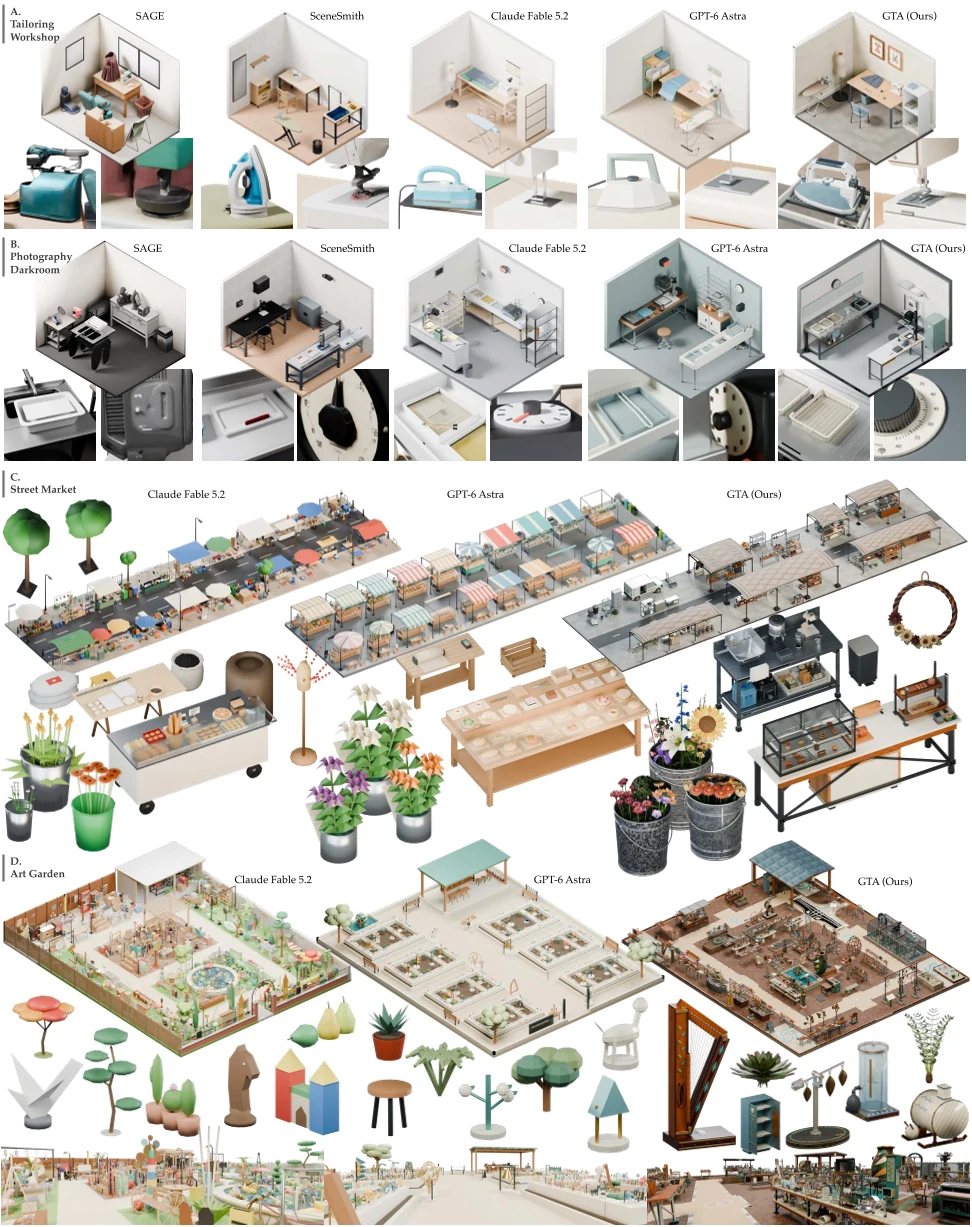 A.
Tailoring
Workshop
SAGE
SceneSmith
Claude Fable 5.2
GPT-6 Astra
GTA (Ours)
B.
Photography
Darkroom
SAGE
SceneSmith
Claude Fable 5.2
GPT-6 Astra
GTA (Ours)
C.
Street Market
Claude Fable 5.2
GPT-6 Astra
GTA (Ours)
D.
Art Garden
Claude Fable 5.2
GPT-6 Astra
GTA (Ours)